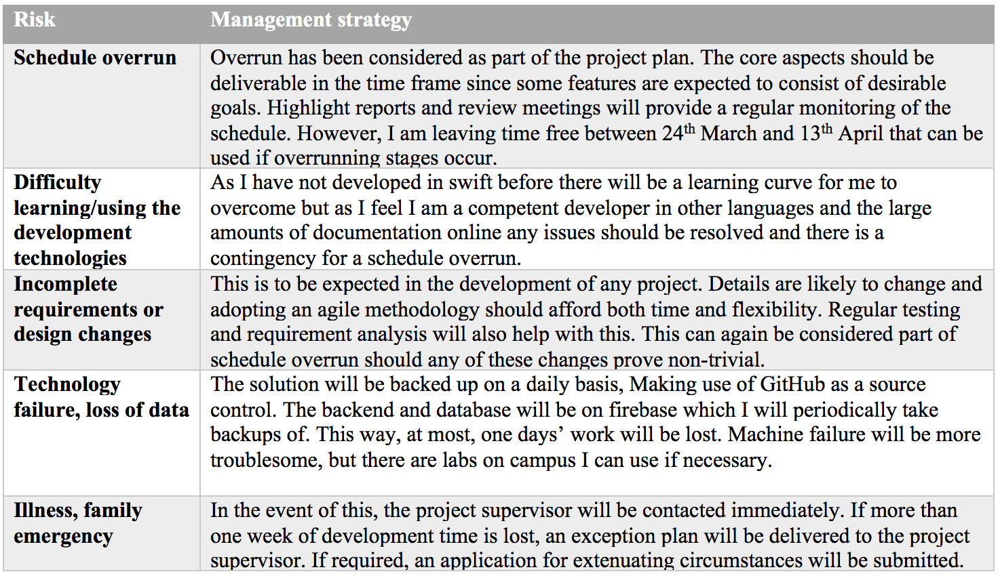 Risk
Management strategy
Schedule overrun
Overrun has been considered as part of the project plan. The core aspects should be
deliverable in the time frame since some features are expected to consist of desirable
goals. Highlight reports and review meetings will provide a regular monitoring of the
schedule. However, I am leaving time free between 24th March and 13th April that can be
used if overrunning stages occur.
Difficulty
learning/using the
development
technologies
As I have not developed in swift before there will be a learning curve for me to
overcome but as I feel I am a competent developer in other languages and the large
amounts of documentation online any issues should be resolved and there is a
contingency for a schedule overrun.
Incomplete
requirements or
design changes
This is to be expected in the development of any project. Details are likely to change and
adopting an agile methodology should afford both time and flexibility. Regular testing
and requirement analysis will also help with this. This can again be considered part of
schedule overrun should any of these changes prove non-trivial.
Technology
failure, loss of data
The solution will be backed up on a daily basis, Making use of GitHub as a source
control. The backend and database will be on firebase which I will periodically take
backups of. This way, at most, one days’ work will be lost. Machine failure will be more
troublesome, but there are labs on campus I can use if necessary.
Illness, family
emergency
In the event of this, the project supervisor will be contacted immediately. If more than
one week of development time is lost, an exception plan will be delivered to the project
supervisor. If required, an application for extenuating circumstances will be submitted.